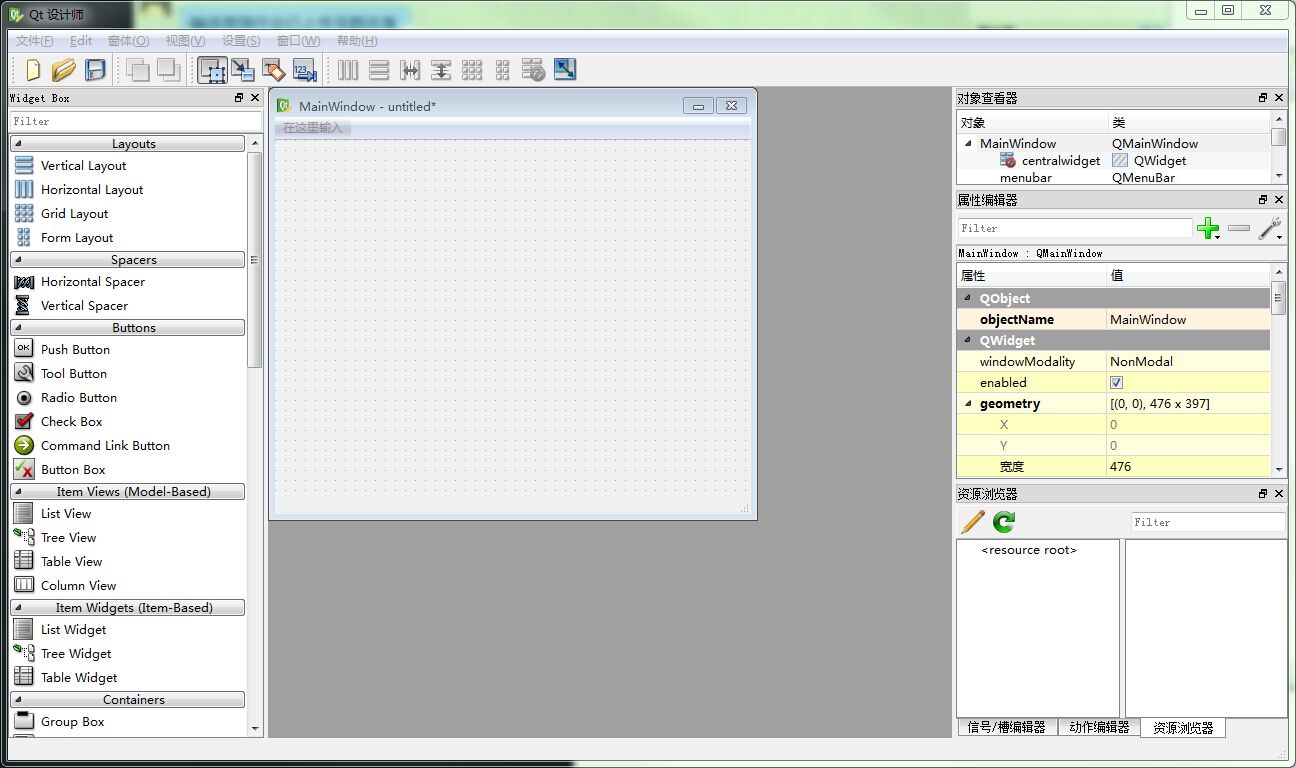 Qt 设计师
文件(F) Edit 窗体(O) 视图(V) 设置(S) 窗口(W) 帮助(H)
Widget Box
Filter
Layouts
Vertical Layout
Horizontal Layout
Grid Layout
Form Layout
Spacers
Horizontal Spacer
Vertical Spacer
Buttons
OK Push Button
Tool Button
Radio Button
Check Box
Command Link Button
Button Box
Item Views (Model-Based)
List View
Tree View
Table View
Column View
Item Widgets (Item-Based)
List Widget
Tree Widget
Table Widget
Containers
Group Box
MainWindow - untitled*
在这里输入
对象查看器
对象 类
MainWindow QMainWindow
centralwidget QWidget
menubar QMenuBar
属性编辑器
Filter
MainWindow : QMainWindow
属性 值
QObject
objectName MainWindow
QWidget
windowModality NonModal
enabled
geometry [(0, 0), 476 x 397]
X 0
Y 0
宽度 476
资源浏览器
Filter
<resource root>
信号/槽编辑器 动作编辑器 资源浏览器